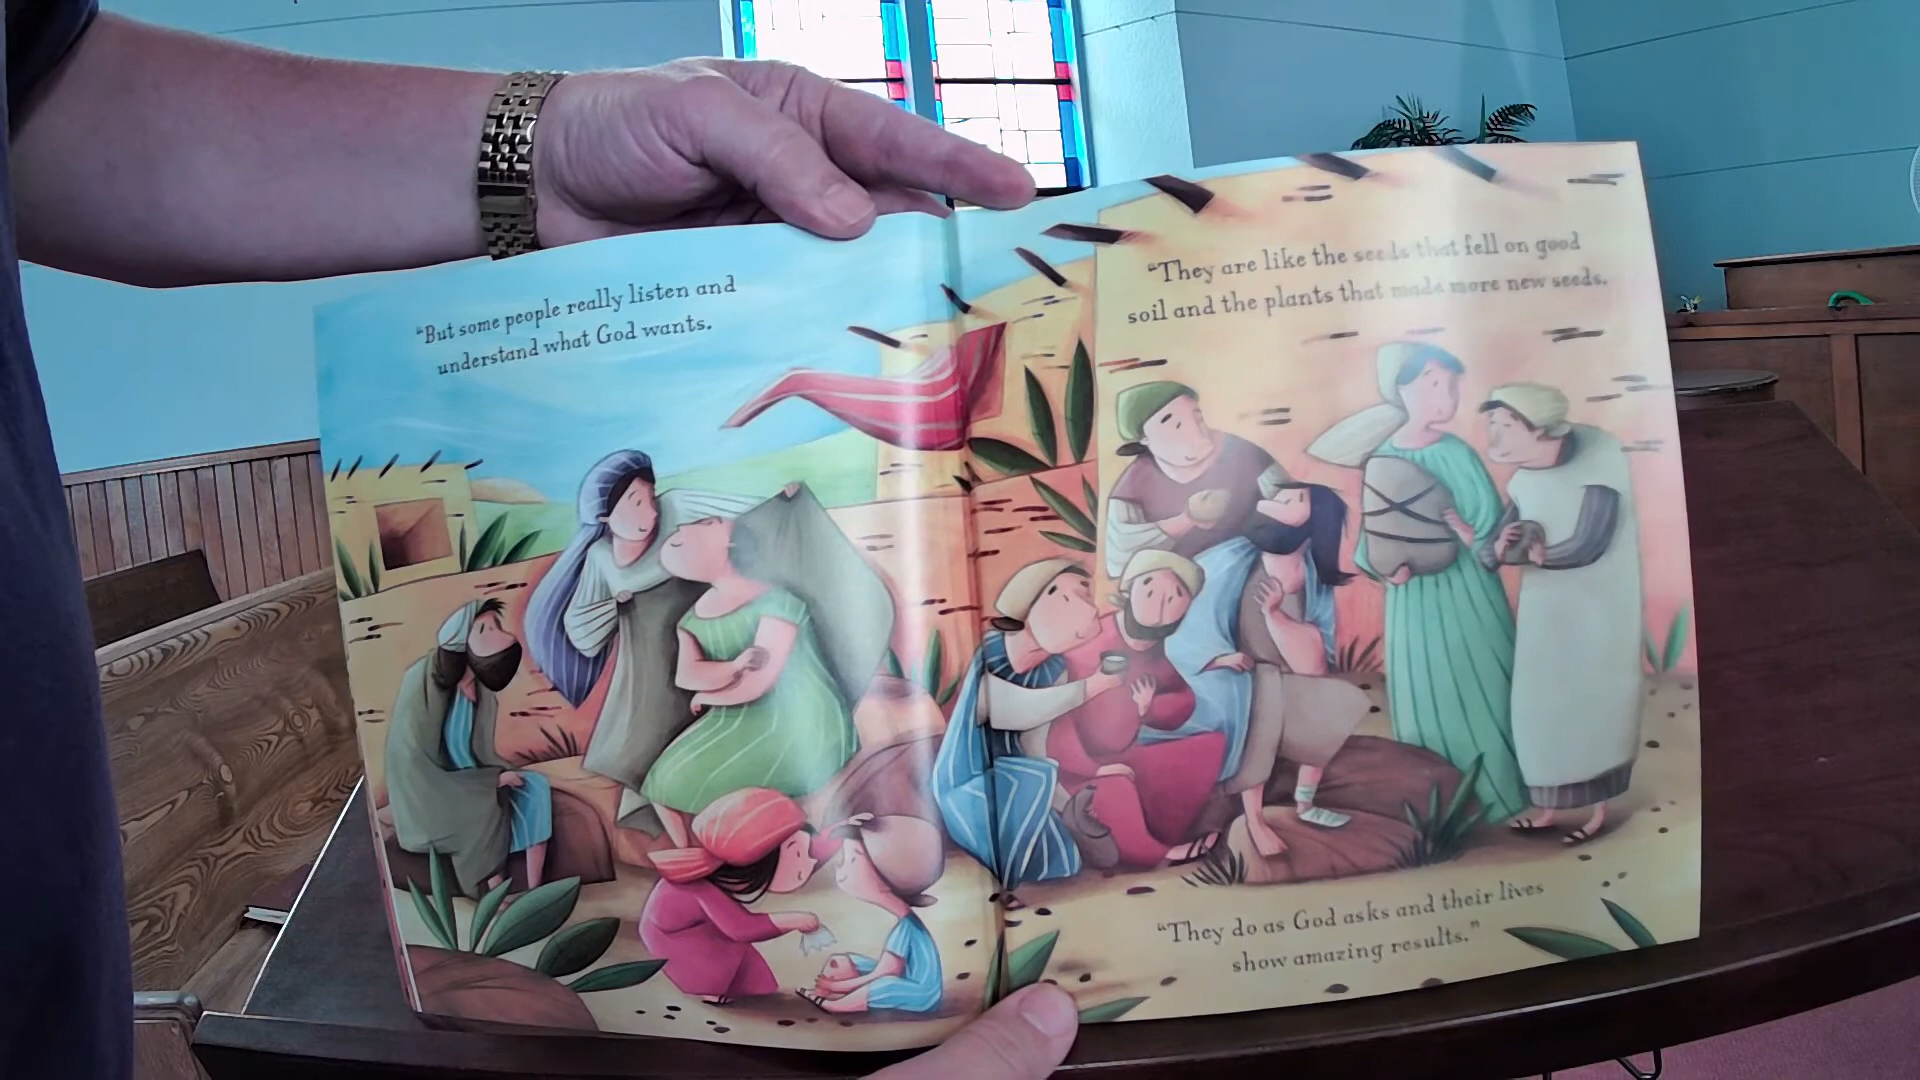 “But some people really listen and
understand what God wants.
“They are like the seeds that fell on good
soil and the plants that made more new seeds.
“They do as God asks and their lives
show amazing results.”